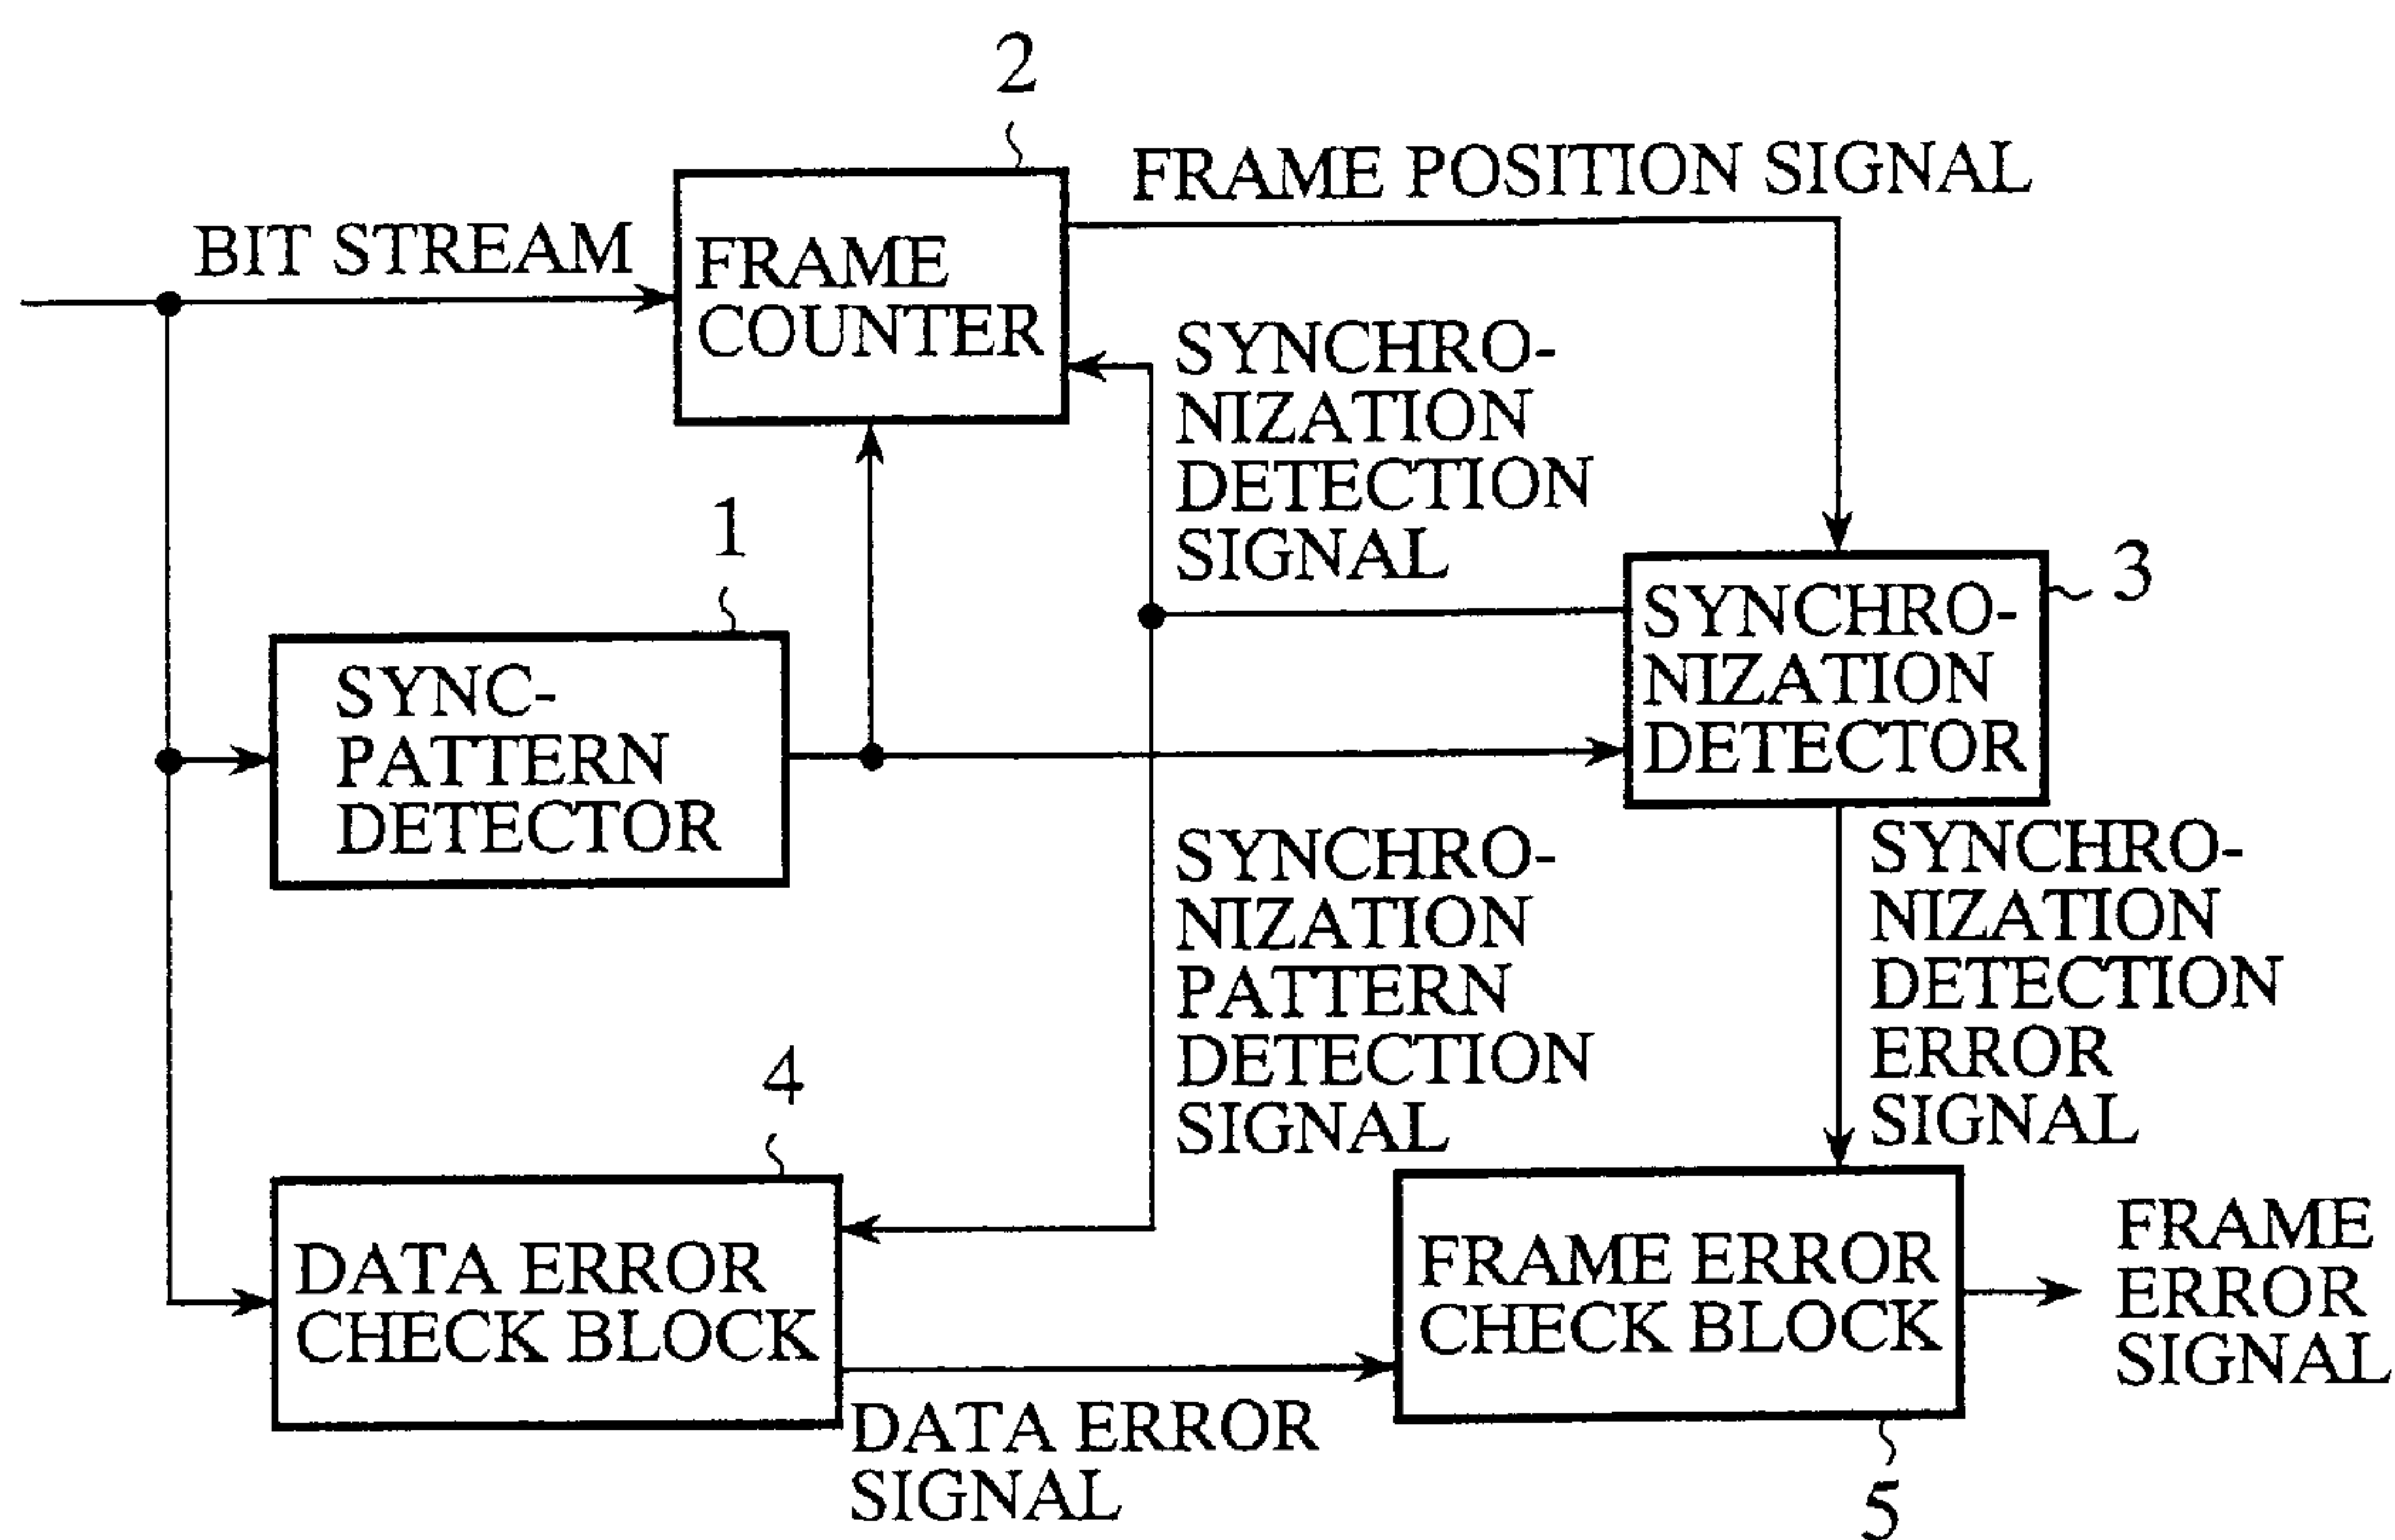 2
FRAME POSITION SIGNAL
BIT STREAM
FRAME
COUNTER
SYNCHRO-
NIZATION
DETECTION
SIGNAL
1
3
SYNC-
PATTERN
DETECTOR
SYNCHRO-
NIZATION
DETECTOR
SYNCHRO-
NIZATION
PATTERN
DETECTION
SIGNAL
SYNCHRO-
NIZATION
DETECTION
ERROR
SIGNAL
4
DATA ERROR
CHECK BLOCK
FRAME ERROR
CHECK BLOCK
FRAME
ERROR
SIGNAL
DATA ERROR
SIGNAL
5